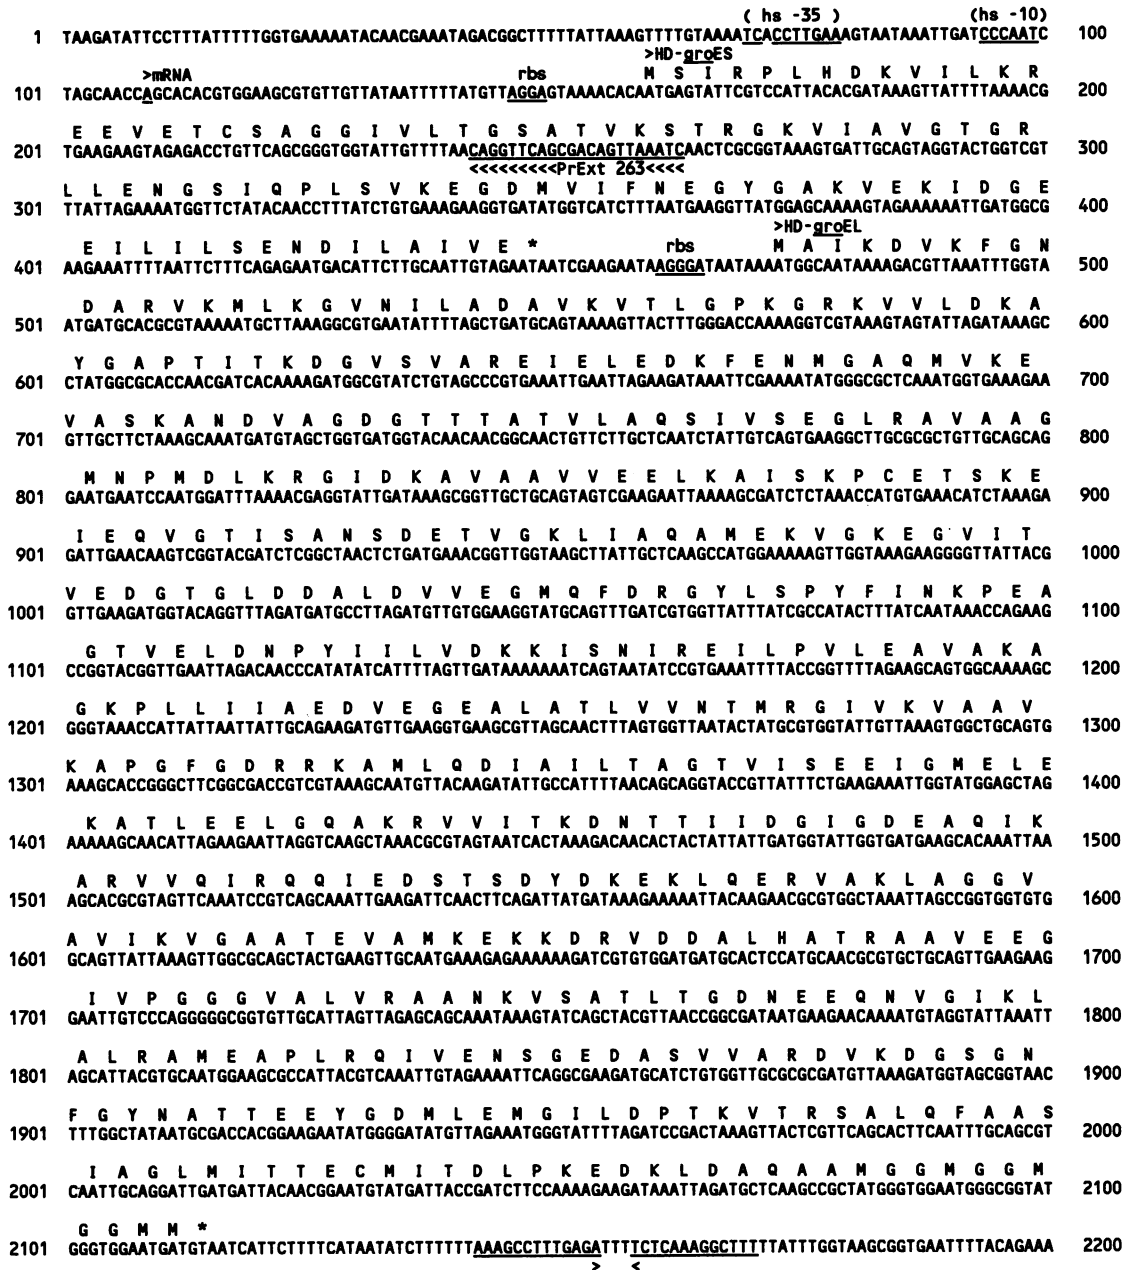 ( hs -35 ) (hs -10)
1 TAAGATATTCCTTTATTTTTGGTGAAAAATACAACGAAATAGACGGCTTTTTATTAAAGTTTTGTAAAATCACCTTGAAAAGTAATAAATTGATCCCAATC 100
>mRNA rbs >HD-groES
M S I R P L H D K V I L K R
101 TAGCAACCAGCACACGTGGAAGCGTGTTGTTATAATTTTTATGTTAGGAGTAAAACACAATGAGTATTCGTCCATTACACGATAAAGTTATTTTAAAACG 200
E E V E T C S A G G I V L T G S A T V K S T R G K V I A V G T G R
201 TGAAGAAGTAGAGACCTGTTCAGCGGGTGGTATTGTTTTAACAGGTTCAGCGACAGTTAAATCAACTCGCGGTAAAGTGATTGCAGTAGGTACTGGTCGT 300
<<<<<<<<<PrExt 263<<<<
L L E N G S I Q P L S V K E G D M V I F N E G Y G A K V E K I D G E
301 TTATTAGAAAATGGTTCTATACAACCTTTATCTGTGAAAGAAGGTGATATGGTCATCTTTAATGAAGGTTATGGAGCAAAAGTAGAAAAAATTGATGGCG 400
>HD-groEL
E I L I L S E N D I L A I V E * rbs M A I K D V K F G N
401 AAGAAATTTTAATTCTTTCAGAGAATGACATTCTTGCAATTGTAGAATAATCGAAGAATAAGGGATAATAAAATGGCAATAAAAGACGTTAAATTTGGTA 500
D A R V K M L K G V N I L A D A V K V T L G P K G R K V V L D K A
501 ATGATGCACGCGTAAAAATGCTTAAAGGCGTGAATATTTTAGCTGATGCAGTAAAAGTTACTTTGGGACCAAAAGGTCGTAAAGTAGTATTAGATAAAGC 600
Y G A P T I T K D G V S V A R E I E L E D K F E N M G A Q M V K E
601 CTATGGCGCACCAACGATCACAAAAGATGGCGTATCTGTAGCCCGTGAAATTGAATTAGAAGATAAATTCGAAAATATGGGCGCTCAAATGGTGAAAGAA 700
V A S K A N D V A G D G T T T A T V L A Q S I V S E G L R A V A A G
701 GTTGCTTCTAAAGCAAATGATGTAGCTGGTGATGGTACAACAACGGCAACTGTTCTTGCTCAATCTATTGTCAGTGAAGGCTTGCGCGCTGTTGCAGCAG 800
M N P M D L K R G I D K A V A A V V E E L K A I S K P C E T S K E
801 GAATGAATCCAATGGATTTAAAACGAGGTATTGATAAAGCGGTTGCTGCAGTAGTCGAAGAATTAAAAGCGATCTCTAAACCATGTGAAACATCTAAAGA 900
I E Q V G T I S A N S D E T V G K L I A Q A M E K V G K E G V I T
901 GATTGAACAAGTCGGTACGATCTCGGCTAACTCTGATGAAACGGTTGGTAAGCTTATTGCTCAAGCCATGGAAAAAGTTGGTAAAGAAGGGGTTATTACG 1000
V E D G T G L D D A L D V V E G M Q F D R G Y L S P Y F I N K P E A
1001 GTTGAAGATGGTACAGGTTTAGATGATGCCTTAGATGTTGTGGAAGGTATGCAGTTTGATCGTGGTTATTTATCGCCATACTTTATCAATAAACCAGAAG 1100
G T V E L D N P Y I I L V D K K I S N I R E I L P V L E A V A K A
1101 CCGGTACGGTTGAATTAGACAACCCATATATCATTTTAGTTGATAAAAAAATCAGTAATATCCGTGAAATTTTACCGGTTTTAGAAGCAGTGGCAAAAGC 1200
G K P L L I I A E D V E G E A L A T L V V N T M R G I V K V A A V
1201 GGGTAAACCATTATTAATTATTGCAGAAGATGTTGAAGGTGAAGCGTTAGCAACTTTAGTGGTTAATACTATGCGTGGTATTGTTAAAGTGGCTGCAGTG 1300
K A P G F G D R R K A M L Q D I A I L T A G T V I S E E I G M E L E
1301 AAAGCACCGGGCTTCGGCGACCGTCGTAAAGCAATGTTACAAGATATTGCCATTTTAACAGCAGGTACCGTTATTTCTGAAGAAATTGGTATGGAGCTAG 1400
K A T L E E L G Q A K R V V I T K D N T T I I D G I G D E A Q I K
1401 AAAAAGCAACATTAGAAGAATTAGGTCAAGCTAAACGCGTAGTAATCACTAAAGACAACACTACTATTATTGATGGTATTGGTGATGAAGCACAAATTAA 1500
A R V V Q I R Q Q I E D S T S D Y D K E K L Q E R V A K L A G G V
1501 AGCACGCGTAGTTCAAATCCGTCAGCAAATTGAAGATTCAACTTCAGATTATGATAAAGAAAAATTACAAGAACGCGTGGCTAAATTAGCCGGTGGTGTG 1600
A V I K V G A A T E V A M K E K K D R V D D A L H A T R A A V E E G
1601 GCAGTTATTAAAGTTGGCGCAGCTACTGAAGTTGCAATGAAAGAGAAAAAAGATCGTGTGGATGATGCACTCCATGCAACGCGTGCTGCAGTTGAAGAAG 1700
I V P G G G V A L V R A A N K V S A T L T G D N E E Q N V G I K L
1701 GAATTGTCCCAGGGGGCGGTGTTGCATTAGTTAGAGCAGCAAATAAAGTATCAGCTACGTTAACCGGCGATAATGAAGAACAAAATGTAGGTATTAAATT 1800
A L R A M E A P L R Q I V E N S G E D A S V V A R D V K D G S G N
1801 AGCATTACGTGCAATGGAAGCGCCATTACGTCAAATTGTAGAAAATTCAGGCGAAGATGCATCTGTGGTTGCGCGCGATGTTAAAGATGGTAGCGGTAAC 1900
F G Y N A T T E E Y G D M L E M G I L D P T K V T R S A L Q F A A S
1901 TTTGGCTATAATGCGACCACGGAAGAATATGGGGATATGTTAGAAATGGGTATTTTAGATCCGACTAAAGTTACTCGTTCAGCACTTCAATTTGCAGCGT 2000
I A G L M I T T E C M I T D L P K E D K L D A Q A A M G G M G G M
2001 CAATTGCAGGATTGATGATTACAACGGAATGTATGATTACCGATCTTCCAAAAGAAGATAAATTAGATGCTCAAGCCGCTATGGGTGGAATGGGCGGTAT 2100
G G M M *
2101 GGGTGGAATGATGTAATCATTCTTTTCATAATATCTTTTTTAAAGCCTTTGAGATTTTCTCAAAGGCTTTTTATTTGGTAAGCGGTGAATTTTACAGAAA 2200
> <